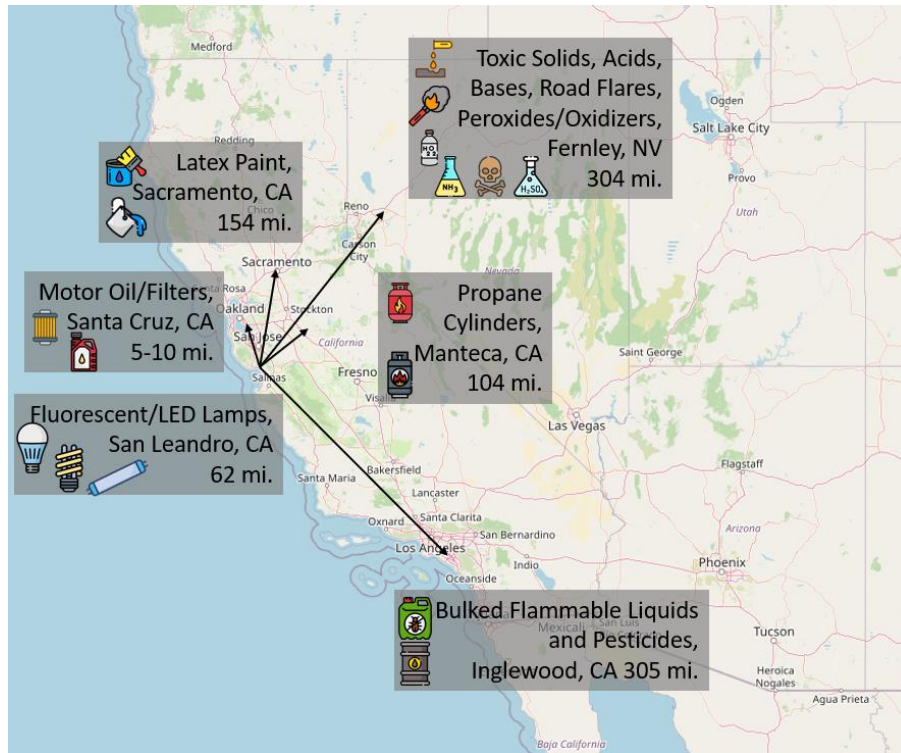 Medford
Toxic Solids, Acids,
Bases, Road Flares,
Peroxides/Oxidizers,
Fernley, NV
304 mi.
H₂O₂
NH₃
H₂SO₄
Ogden
Salt Lake City
Provo
Utah
Redding
Latex Paint,
Sacramento, CA
154 mi.
Chico
Reno
Carson
City
Nevada
Sacramento
Santa Rosa
Motor Oil/Filters,
Santa Cruz, CA
5-10 mi.
Oakland
Stockton
San Jose
California
Propane
Cylinders,
Manteca, CA
104 mi.
Salinas
Fresno
Visalia
Saint George
Fluorescent/LED Lamps,
San Leandro, CA
62 mi.
Las Vegas
Bakersfield
Santa Maria
Lancaster
Flagstaff
Oxnard
Santa Clarita
San Bernardino
Los Angeles
Indio
Arizona
Phoenix
Oceanside
Bulked Flammable Liquids
and Pesticides,
Inglewood, CA 305 mi.
Mexicali
San Luis
Tucson
Heroica
Nogales
Agua Prieta
Baja California